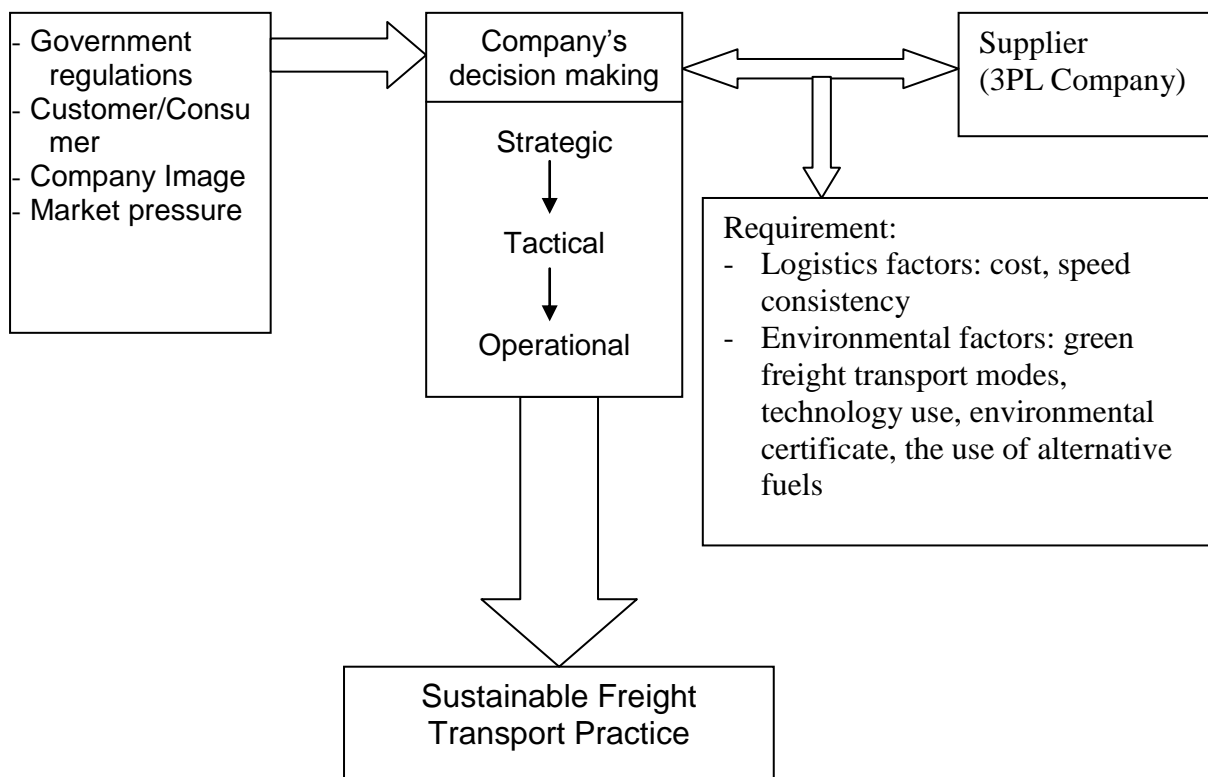 - Government
regulations
- Customer/Consu
mer
- Company Image
- Market pressure
Company’s
decision making
Strategic
Tactical
Operational
Supplier
(3PL Company)
Requirement:
- Logistics factors: cost, speed
consistency
- Environmental factors: green
freight transport modes,
technology use, environmental
certificate, the use of alternative
fuels
Sustainable Freight
Transport Practice